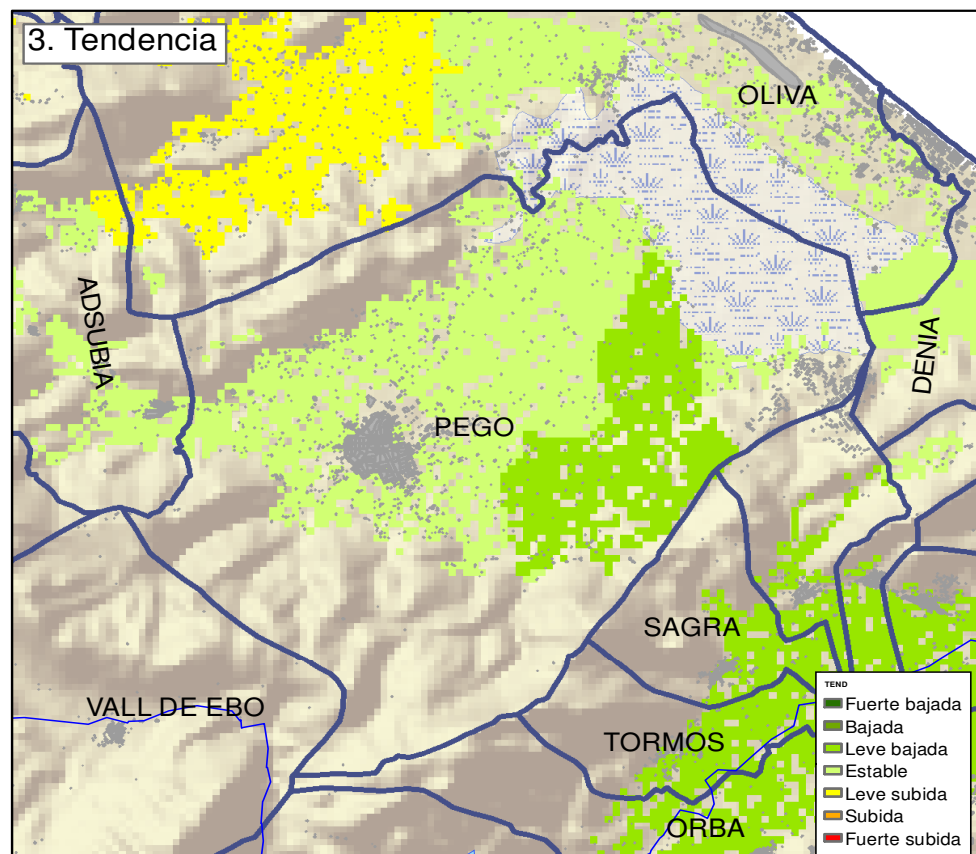 3. Tendencia
OLIVA
ADSUBIA
DENIA
PEGO
SAGRA
VALL DE EBO
TORMOS
ORBA
TEND
Fuerte bajada
Bajada
Leve bajada
Estable
Leve subida
Subida
Fuerte subida